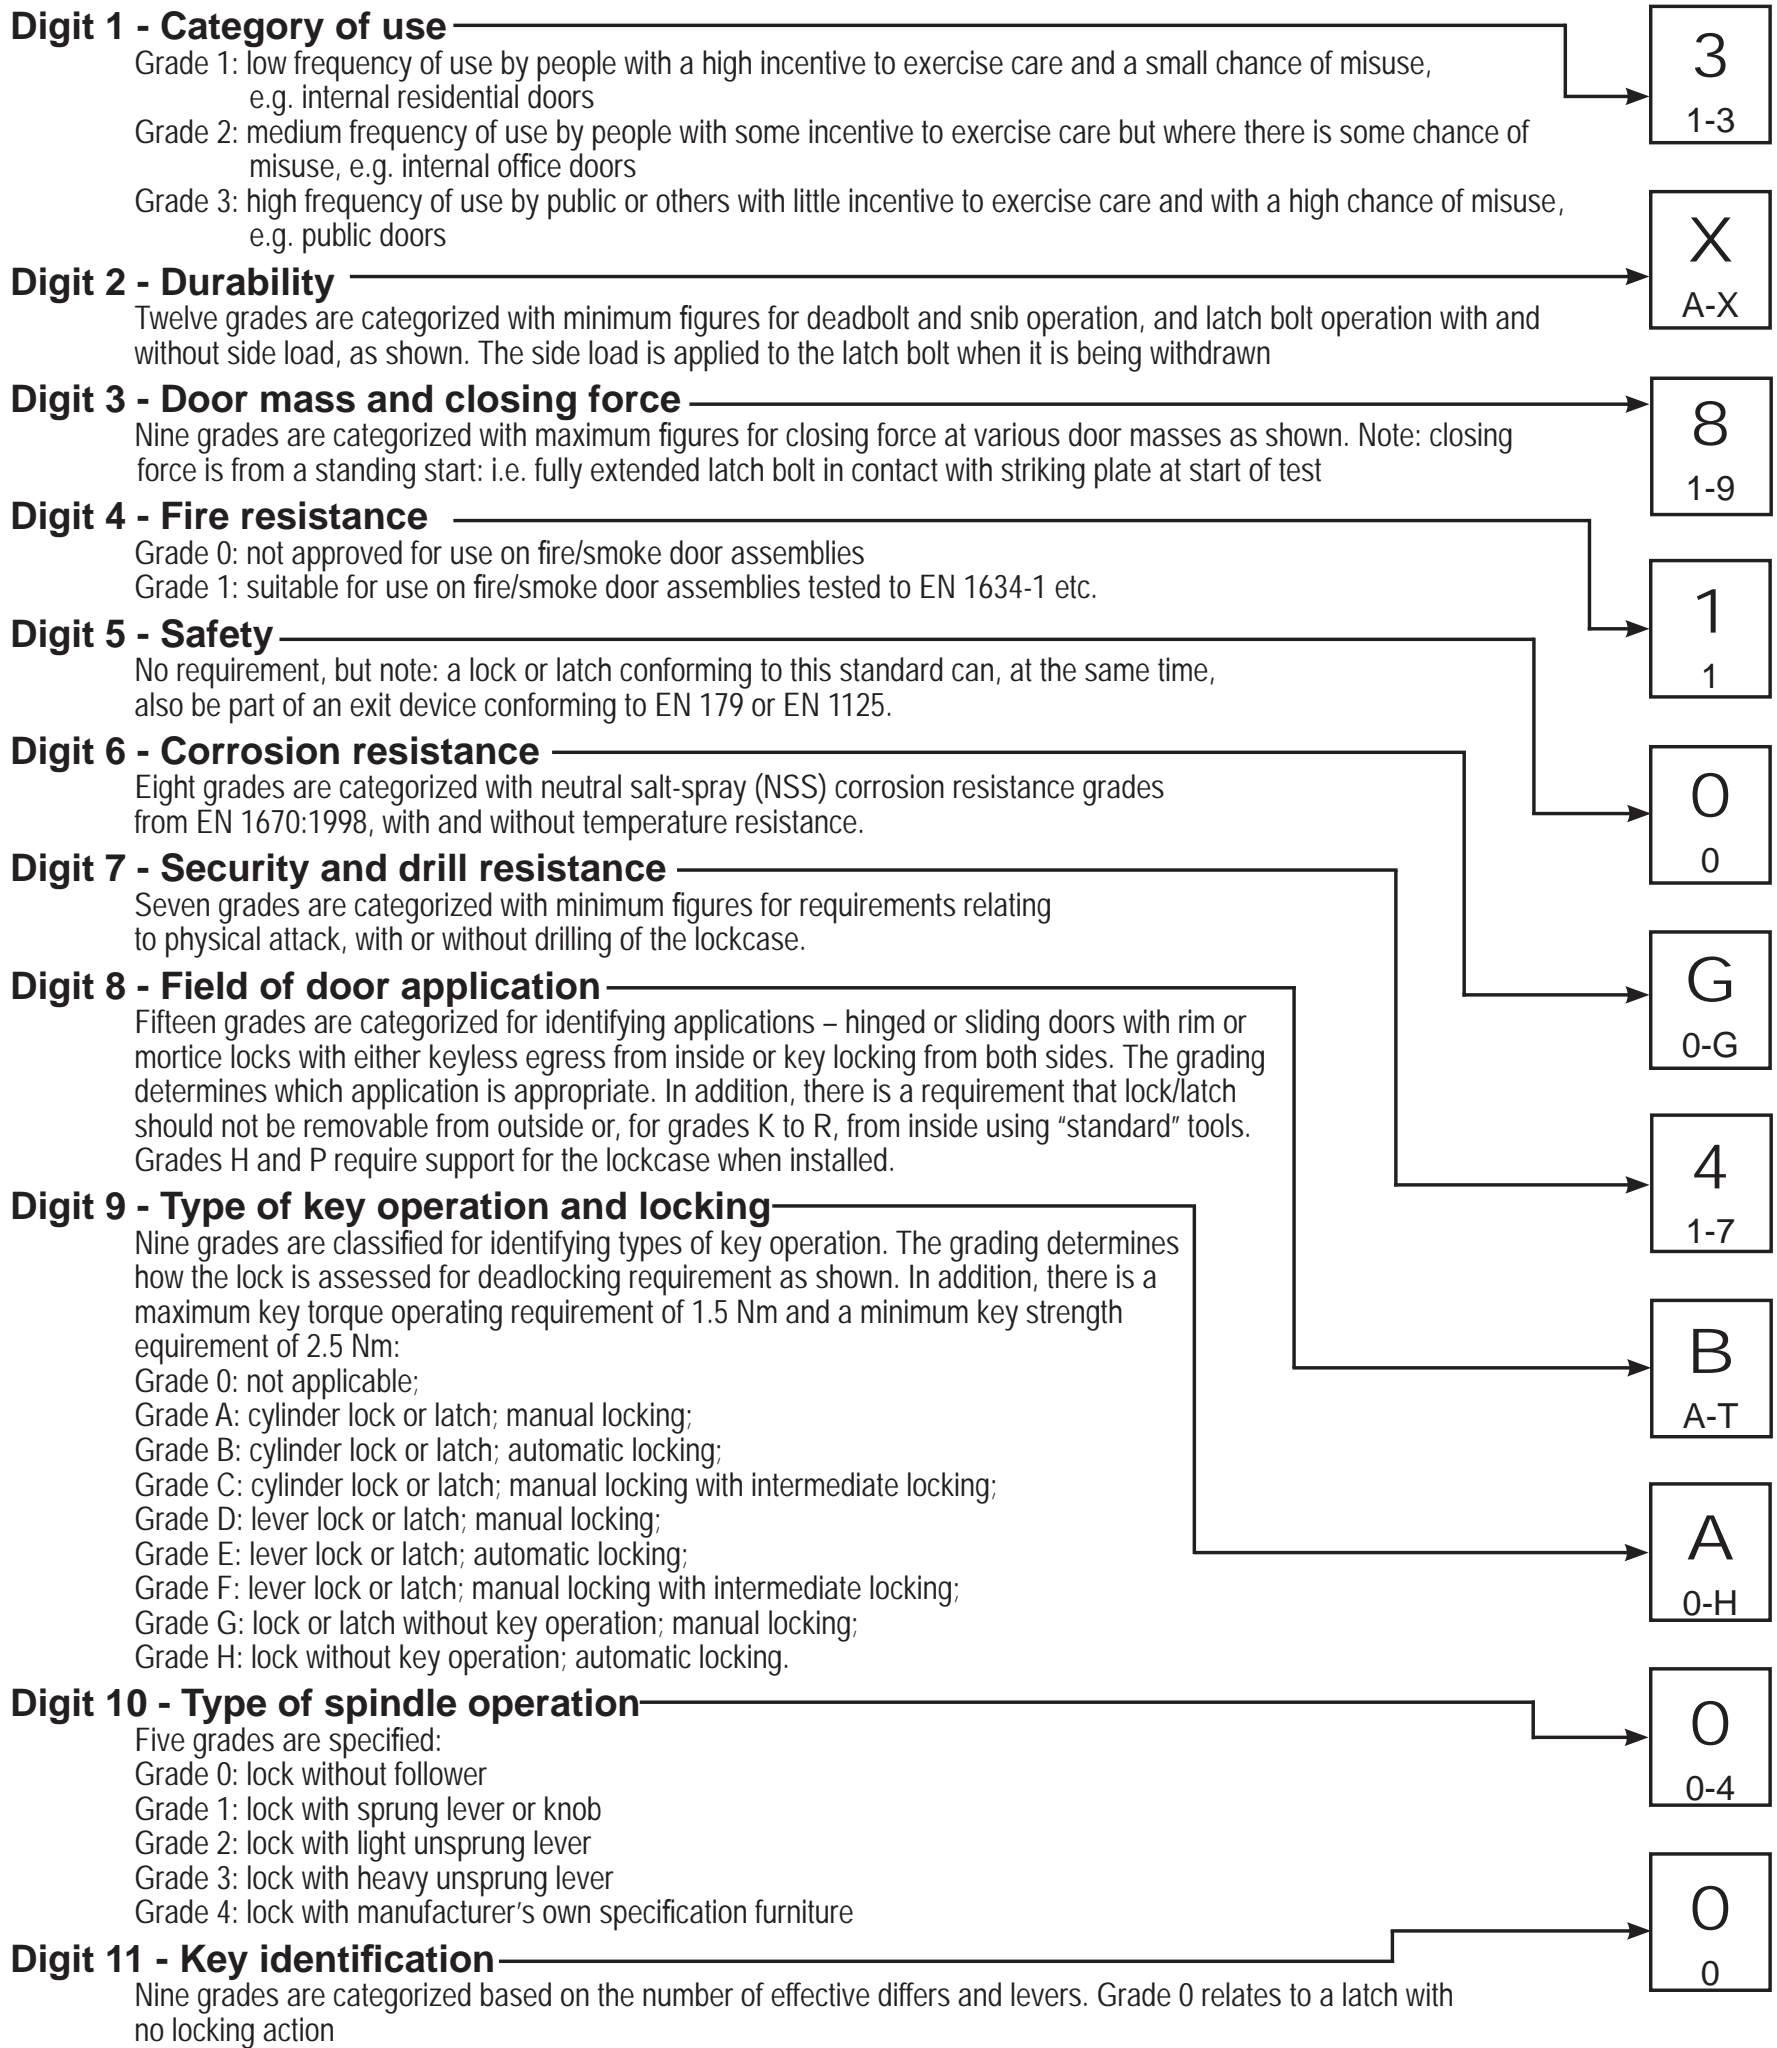 Digit 1 - Category of use
Grade 1: low frequency of use by people with a high incentive to exercise care and a small chance of misuse,
e.g. internal residential doors
Grade 2: medium frequency of use by people with some incentive to exercise care but where there is some chance of
misuse, e.g. internal office doors
Grade 3: high frequency of use by public or others with little incentive to exercise care and with a high chance of misuse,
e.g. public doors
3
1-3
Digit 2 - Durability
Twelve grades are categorized with minimum figures for deadbolt and snib operation, and latch bolt operation with and
without side load, as shown. The side load is applied to the latch bolt when it is being withdrawn
X
A-X
Digit 3 - Door mass and closing force
Nine grades are categorized with maximum figures for closing force at various door masses as shown. Note: closing
force is from a standing start: i.e. fully extended latch bolt in contact with striking plate at start of test
8
1-9
Digit 4 - Fire resistance
Grade 0: not approved for use on fire/smoke door assemblies
Grade 1: suitable for use on fire/smoke door assemblies tested to EN 1634-1 etc.
1
1
Digit 5 - Safety
No requirement, but note: a lock or latch conforming to this standard can, at the same time,
also be part of an exit device conforming to EN 179 or EN 1125.
0
0
Digit 6 - Corrosion resistance
Eight grades are categorized with neutral salt-spray (NSS) corrosion resistance grades
from EN 1670:1998, with and without temperature resistance.
G
0-G
Digit 7 - Security and drill resistance
Seven grades are categorized with minimum figures for requirements relating
to physical attack, with or without drilling of the lockcase.
4
1-7
Digit 8 - Field of door application
Fifteen grades are categorized for identifying applications – hinged or sliding doors with rim or
mortice locks with either keyless egress from inside or key locking from both sides. The grading
determines which application is appropriate. In addition, there is a requirement that lock/latch
should not be removable from outside or, for grades K to R, from inside using “standard” tools.
Grades H and P require support for the lockcase when installed.
B
A-T
Digit 9 - Type of key operation and locking
Nine grades are classified for identifying types of key operation. The grading determines
how the lock is assessed for deadlocking requirement as shown. In addition, there is a
maximum key torque operating requirement of 1.5 Nm and a minimum key strength
equirement of 2.5 Nm:
Grade 0: not applicable;
Grade A: cylinder lock or latch; manual locking;
Grade B: cylinder lock or latch; automatic locking;
Grade C: cylinder lock or latch; manual locking with intermediate locking;
Grade D: lever lock or latch; manual locking;
Grade E: lever lock or latch; automatic locking;
Grade F: lever lock or latch; manual locking with intermediate locking;
Grade G: lock or latch without key operation; manual locking;
Grade H: lock without key operation; automatic locking.
A
0-H
Digit 10 - Type of spindle operation
Five grades are specified:
Grade 0: lock without follower
Grade 1: lock with sprung lever or knob
Grade 2: lock with light unsprung lever
Grade 3: lock with heavy unsprung lever
Grade 4: lock with manufacturer's own specification furniture
0
0-4
Digit 11 - Key identification
Nine grades are categorized based on the number of effective differs and levers. Grade 0 relates to a latch with
no locking action
0
0